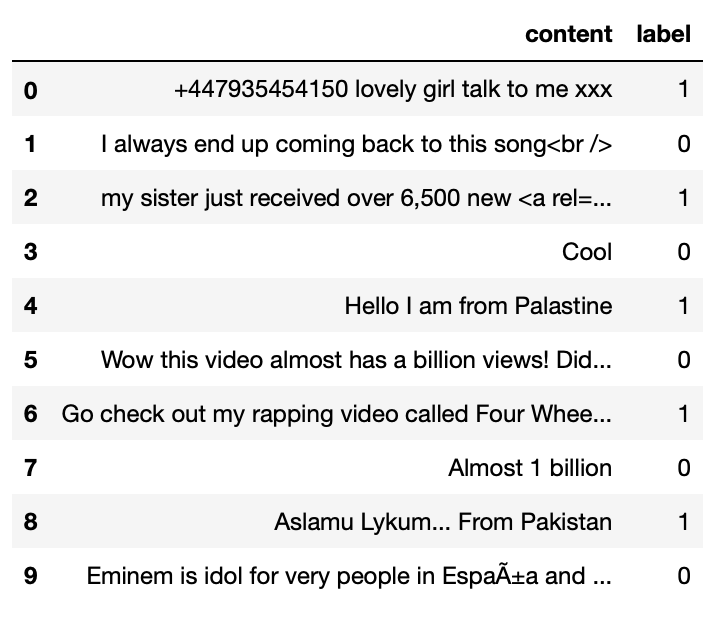 content label
0 +447935454150 lovely girl talk to me xxx 1
1 I always end up coming back to this song<br /> 0
2 my sister just received over 6,500 new <a rel=... 1
3 Cool 0
4 Hello I am from Palastine 1
5 Wow this video almost has a billion views! Did... 0
6 Go check out my rapping video called Four Whee... 1
7 Almost 1 billion 0
8 Aslamu Lykum... From Pakistan 1
9 Eminem is idol for very people in EspaÃ±a and ... 0